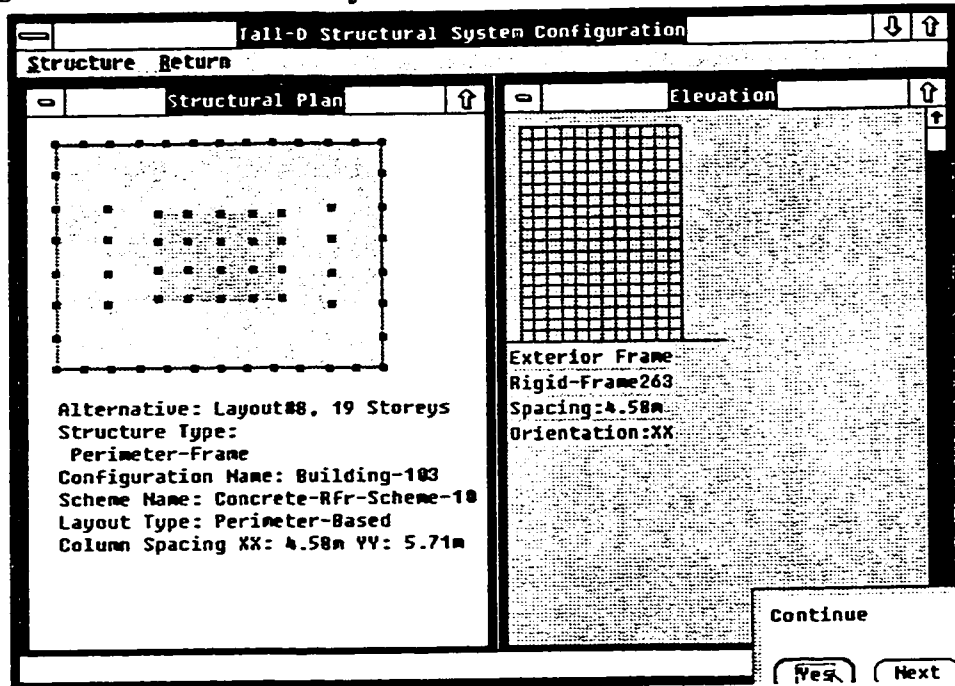 Tall-D Structural System Configuration
Structure Return
Structural Plan
Elevation
Alternative: Layout#8, 19 Storeys
Structure Type:
Perimeter-Frame
Configuration Name: Building-103
Scheme Name: Concrete-Rfr-Scheme-10
Layout Type: Perimeter-Based
Column Spacing XX: 4.58m YY: 5.71m
Exterior Frame
Rigid-Frame263
Spacing:4.58m
Orientation:XX
Continue
Yes Next